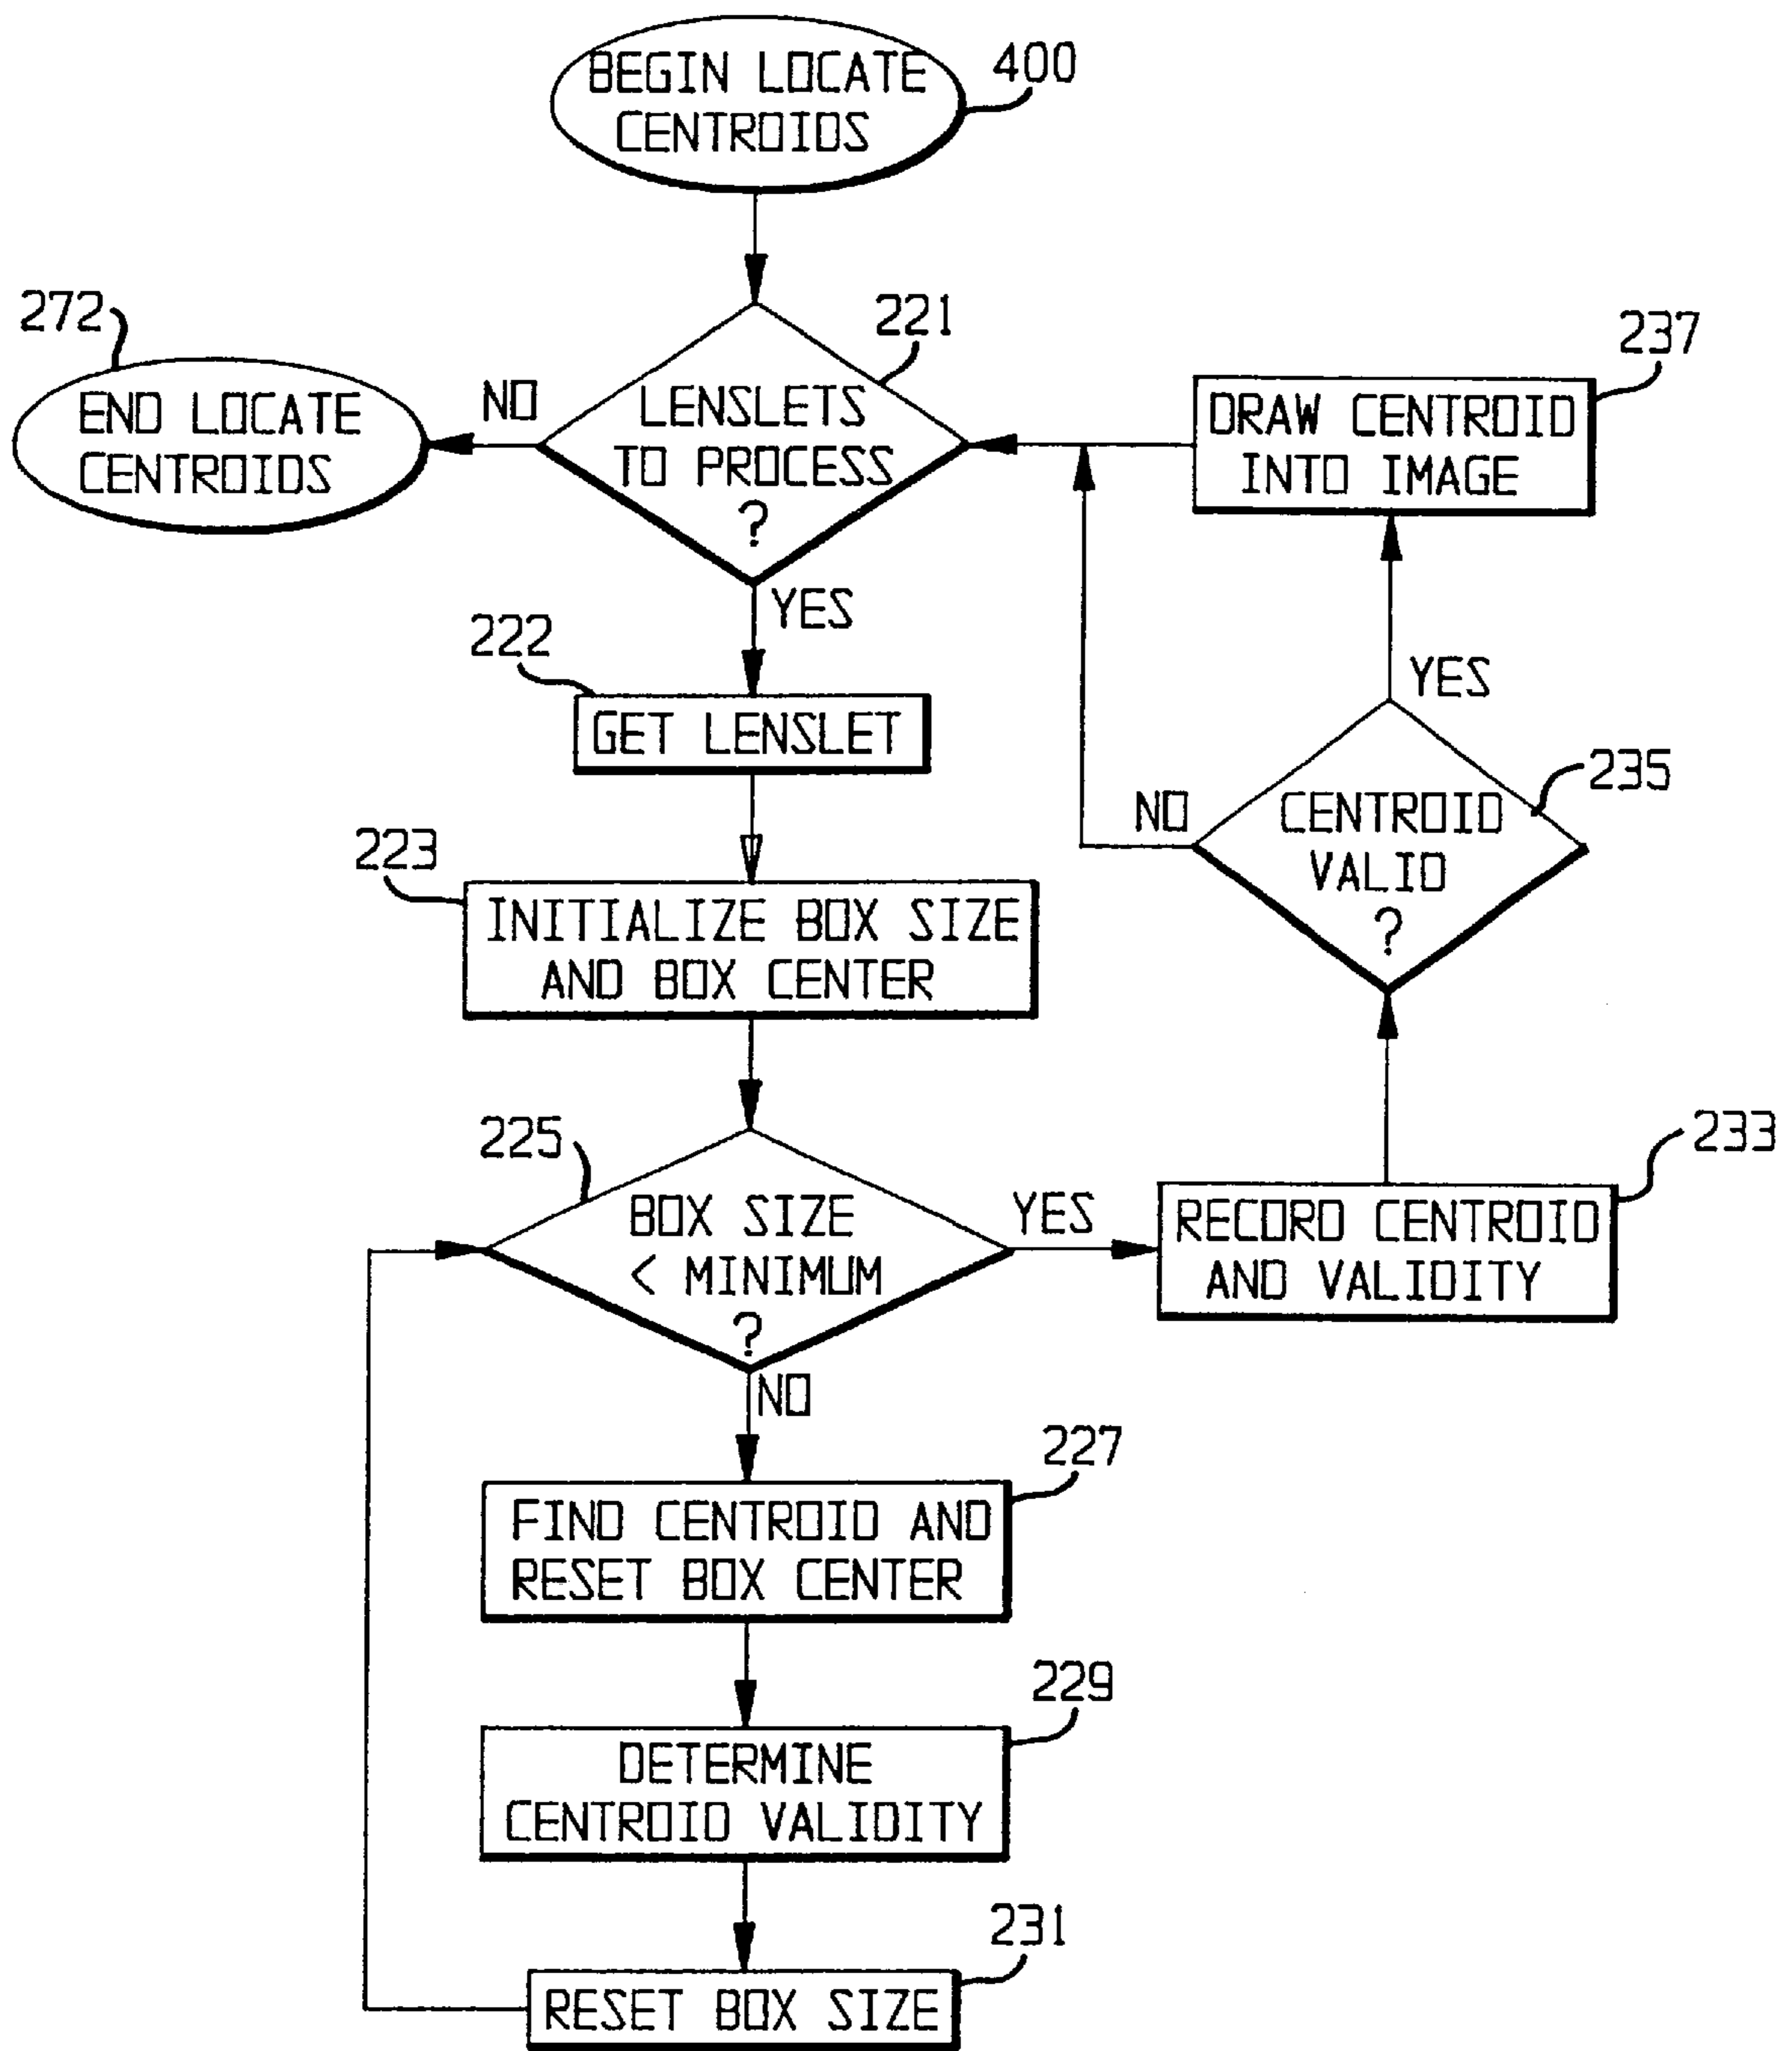 BEGIN LOCATE
CENTROIDS
400
272
END LOCATE
CENTROIDS
NO
221
LENSLETS
TO PROCESS
?
YES
237
DRAW CENTROID
INTO IMAGE
222
GET LENSLET
YES
235
CENTROID
VALID
?
NO
223
INITIALIZE BOX SIZE
AND BOX CENTER
225
BOX SIZE
< MINIMUM
?
YES
NO
233
RECORD CENTROID
AND VALIDITY
227
FIND CENTROID AND
RESET BOX CENTER
229
DETERMINE
CENTROID VALIDITY
231
RESET BOX SIZE